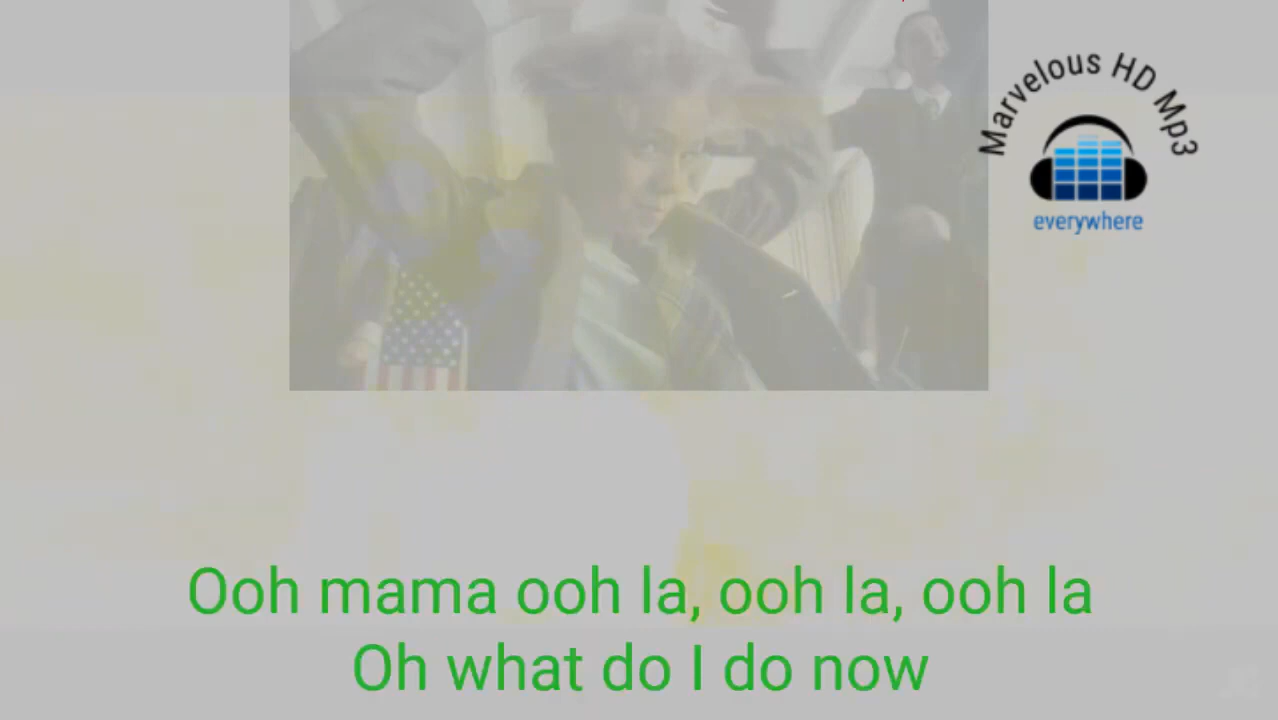 Marvelous HD Mp3
everywhere
Ooh mama ooh la, ooh la, ooh la
Oh what do I do now